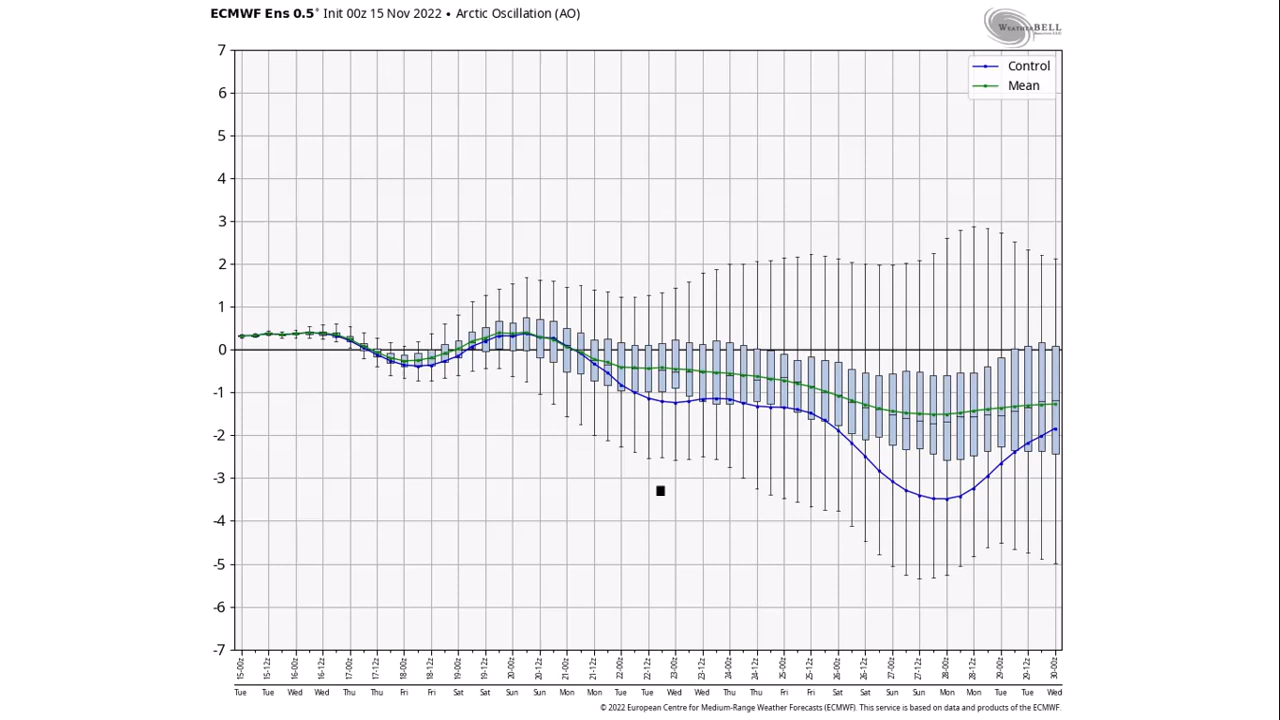 ECMWF Ens 0.5° Init 00z 15 Nov 2022 • Arctic Oscillation (AO)
WEATHERBELL
7
Control
Mean
6
5
4
3
2
1
0
-1
-2
-3
-4
-5
-6
-7
15-00z 15-12z 16-00z 16-12z 17-00z 17-12z 18-00z 18-12z 19-00z 19-12z 20-00z 20-12z 21-00z 21-12z 22-00z 22-12z 23-00z 23-12z 24-00z 24-12z 25-00z 25-12z 26-00z 26-12z 27-00z 27-12z 28-00z 28-12z 29-00z 29-12z 30-00z
Tue Tue Wed Wed Thu Thu Fri Fri Sat Sat Sun Sun Mon Mon Tue Tue Wed Wed Thu Thu Fri Fri Sat Sat Sun Sun Mon Mon Tue Tue Wed
© 2022 European Centre for Medium-Range Weather Forecasts (ECMWF). This service is based on data and products of the ECMWF.